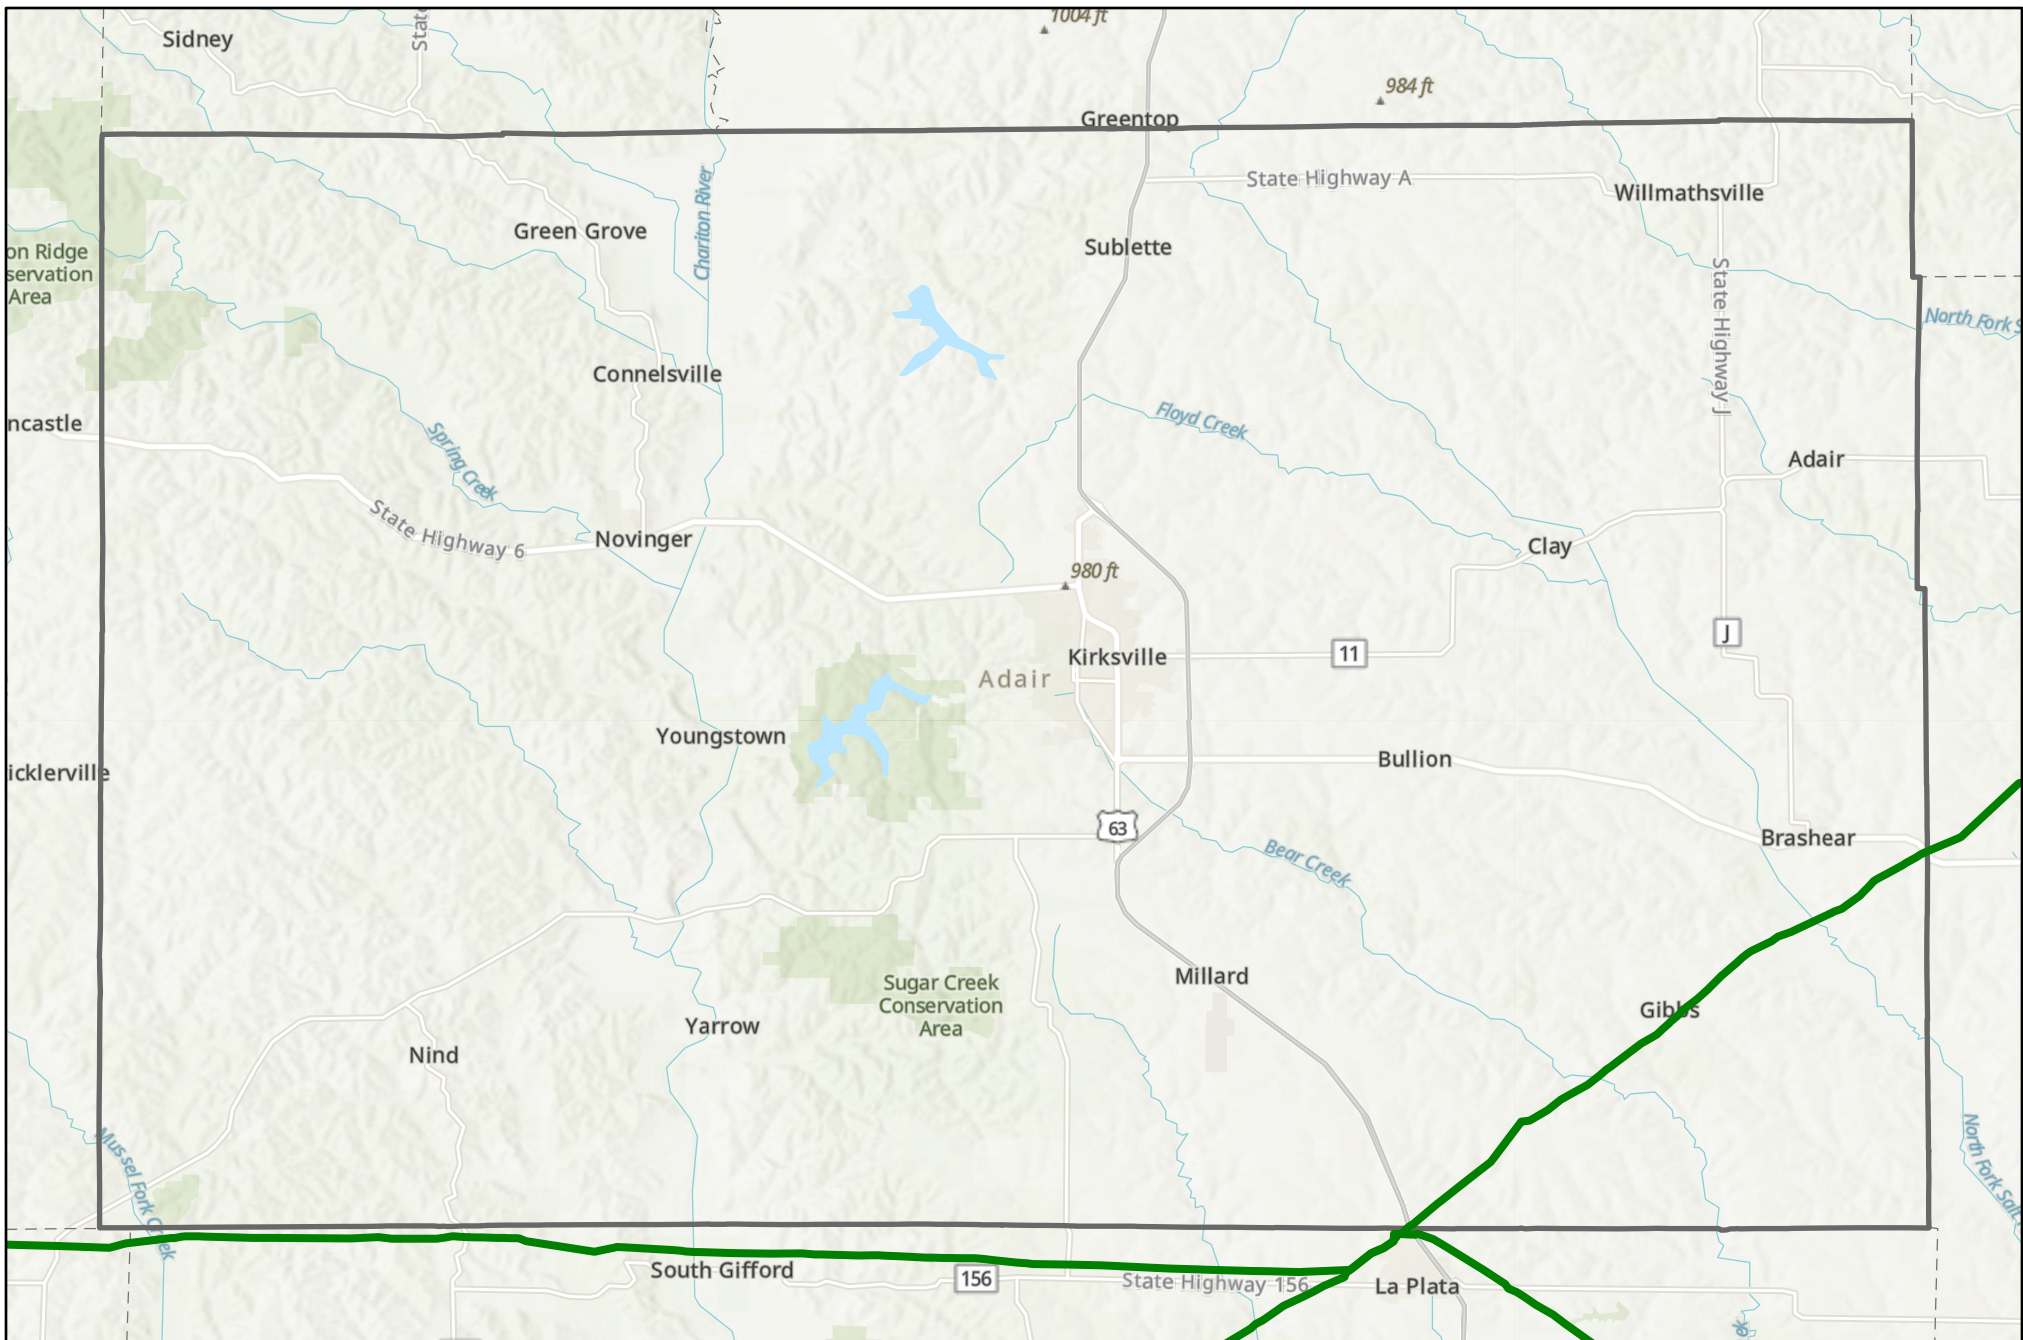 1004 ft
Sidney
State
984 ft
Greentop
State Highway A
Willmathsville
Chariton River
Green Grove
Sublette
on Ridge
servation
Area
State Highway J
North Fork S
Connelsville
Floyd Creek
ncastle
Spring Creek
Adair
State Highway 6
Novinger
Clay
980 ft
J
Kirksville
11
Adair
Youngstown
Bullion
icklerville
63
Brashear
Bear Creek
Millard
Sugar Creek
Conservation
Area
Gibbs
Yarrow
Nind
Mussel Fork Creek
North Fork Salt
South Gifford
156
State Highway 156
La Plata